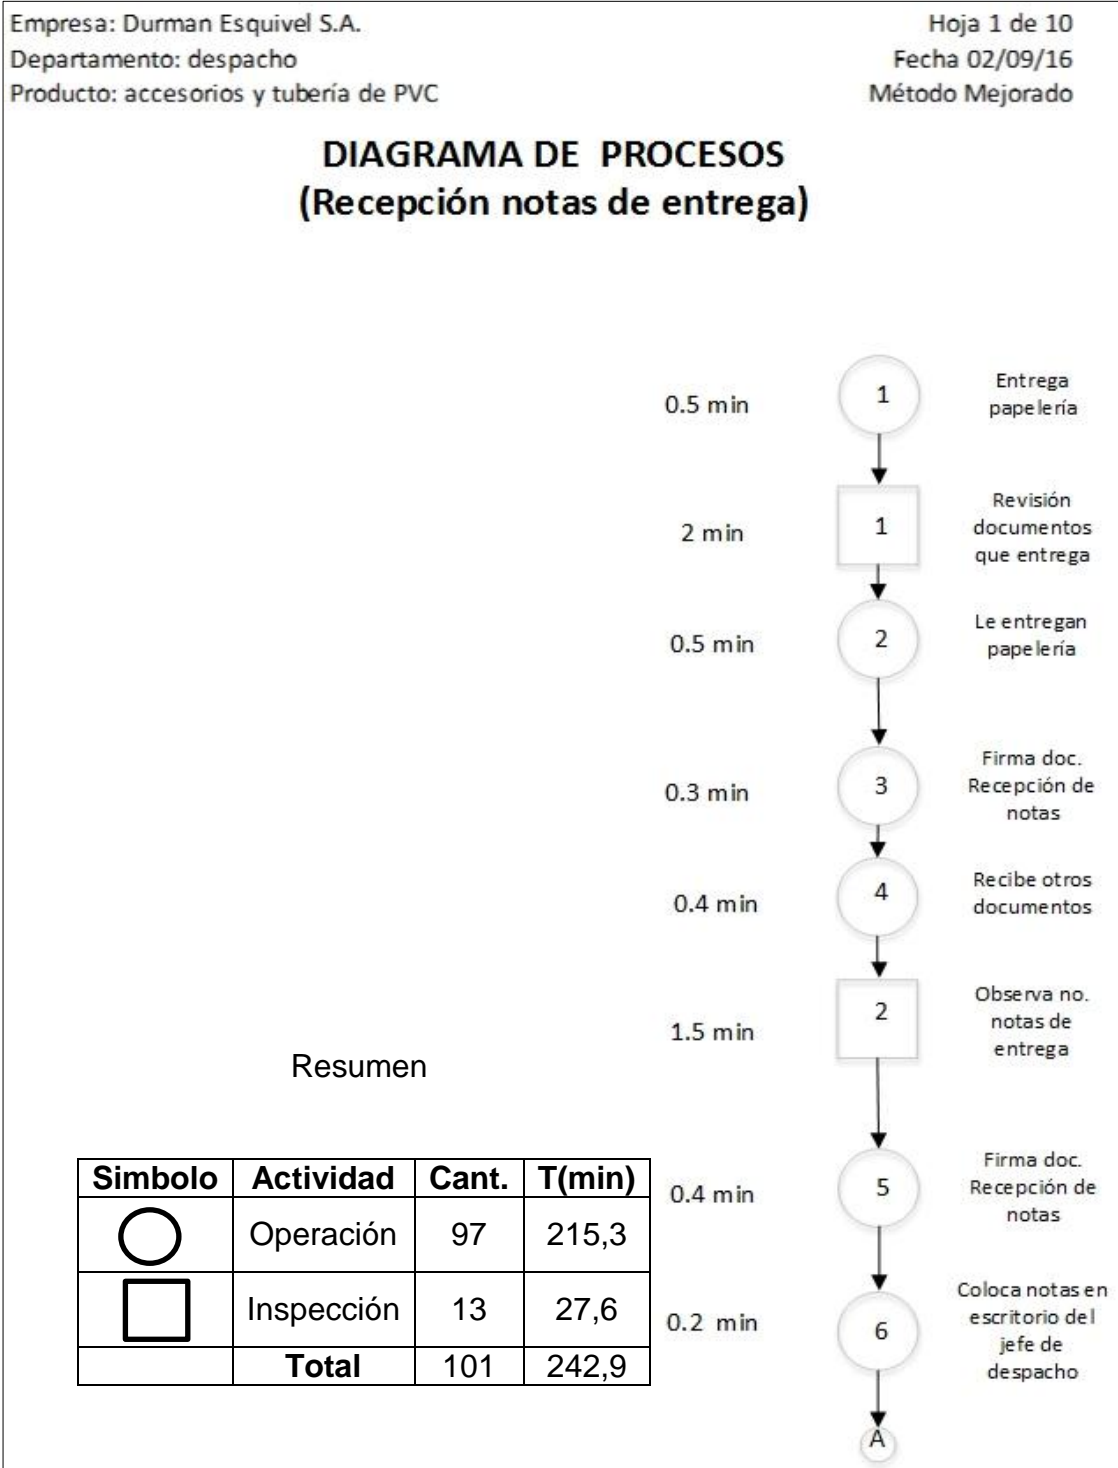 Empresa: Durman Esquivel S.A.
Hoja 1 de 10
Departamento: despacho
Fecha 02/09/16
Producto: accesorios y tubería de PVC
Método Mejorado
DIAGRAMA DE PROCESOS
(Recepción notas de entrega)
0.5 min
1
Entrega
papelería
2 min
1
Revisión
documentos
que entrega
0.5 min
2
Le entregan
papelería
0.3 min
3
Firma doc.
Recepción de
notas
0.4 min
4
Recibe otros
documentos
1.5 min
2
Observa no.
notas de
entrega
0.4 min
5
Firma doc.
Recepción de
notas
0.2 min
6
Coloca notas en
escritorio del
jefe de
despacho
A
Resumen
Simbolo Actividad Cant. T(min)
Operación 97 215,3
Inspección 13 27,6
Total 101 242,9